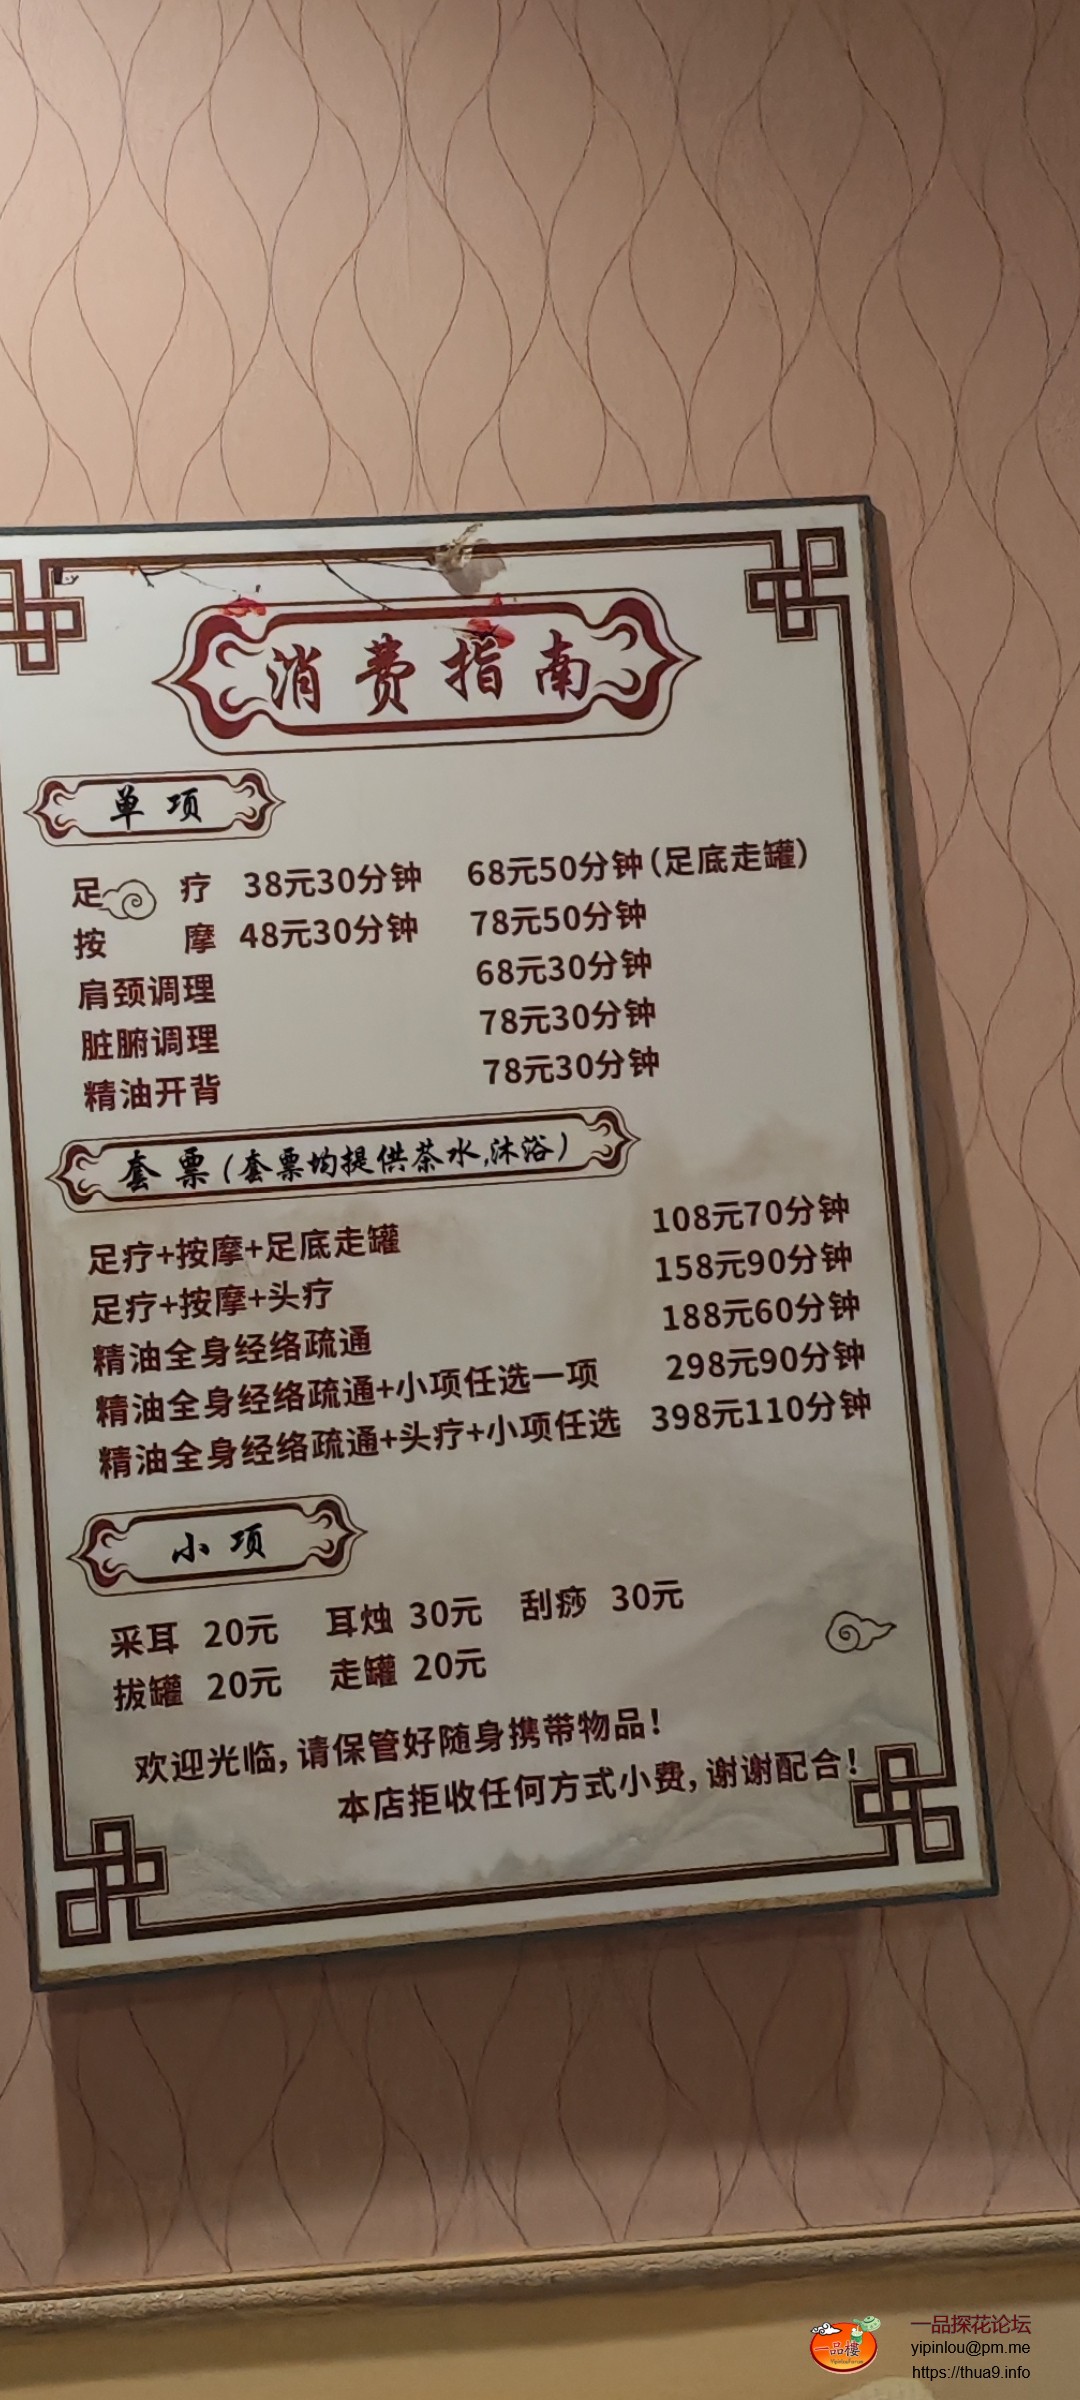 消费指南
单项
足疗 38元30分钟 68元50分钟(足底走罐)
按摩 48元30分钟 78元50分钟
肩颈调理 68元30分钟
脏腑调理 78元30分钟
精油开背 78元30分钟
套票(套票均提供茶水,沐浴)
足疗+按摩+足底走罐 108元70分钟
足疗+按摩+头疗 158元90分钟
精油全身经络疏通 188元60分钟
精油全身经络疏通+小项任选一项 298元90分钟
精油全身经络疏通+头疗+小项任选 398元110分钟
小项
采耳 20元 耳烛 30元 刮痧 30元
拔罐 20元 走罐 20元
欢迎光临,请保管好随身携带物品!
本店拒收任何方式小费,谢谢配合!
一品楼
一品探花论坛
yipinlou@pm.me
https://thua9.info